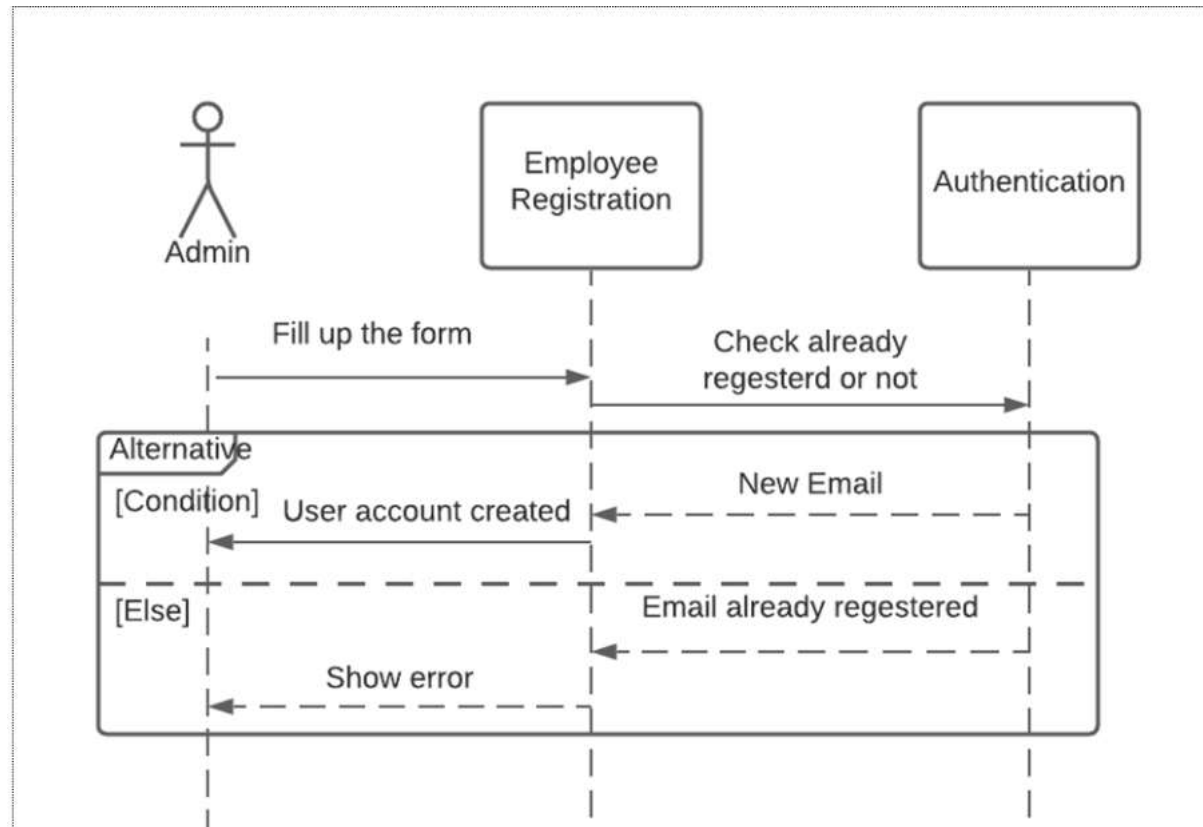 Employee
Registration
Authentication
Admin
Fill up the form
Check already
regesterd or not
Alternative
[Condition]
User account created
New Email
[Else]
Email already regestered
Show error